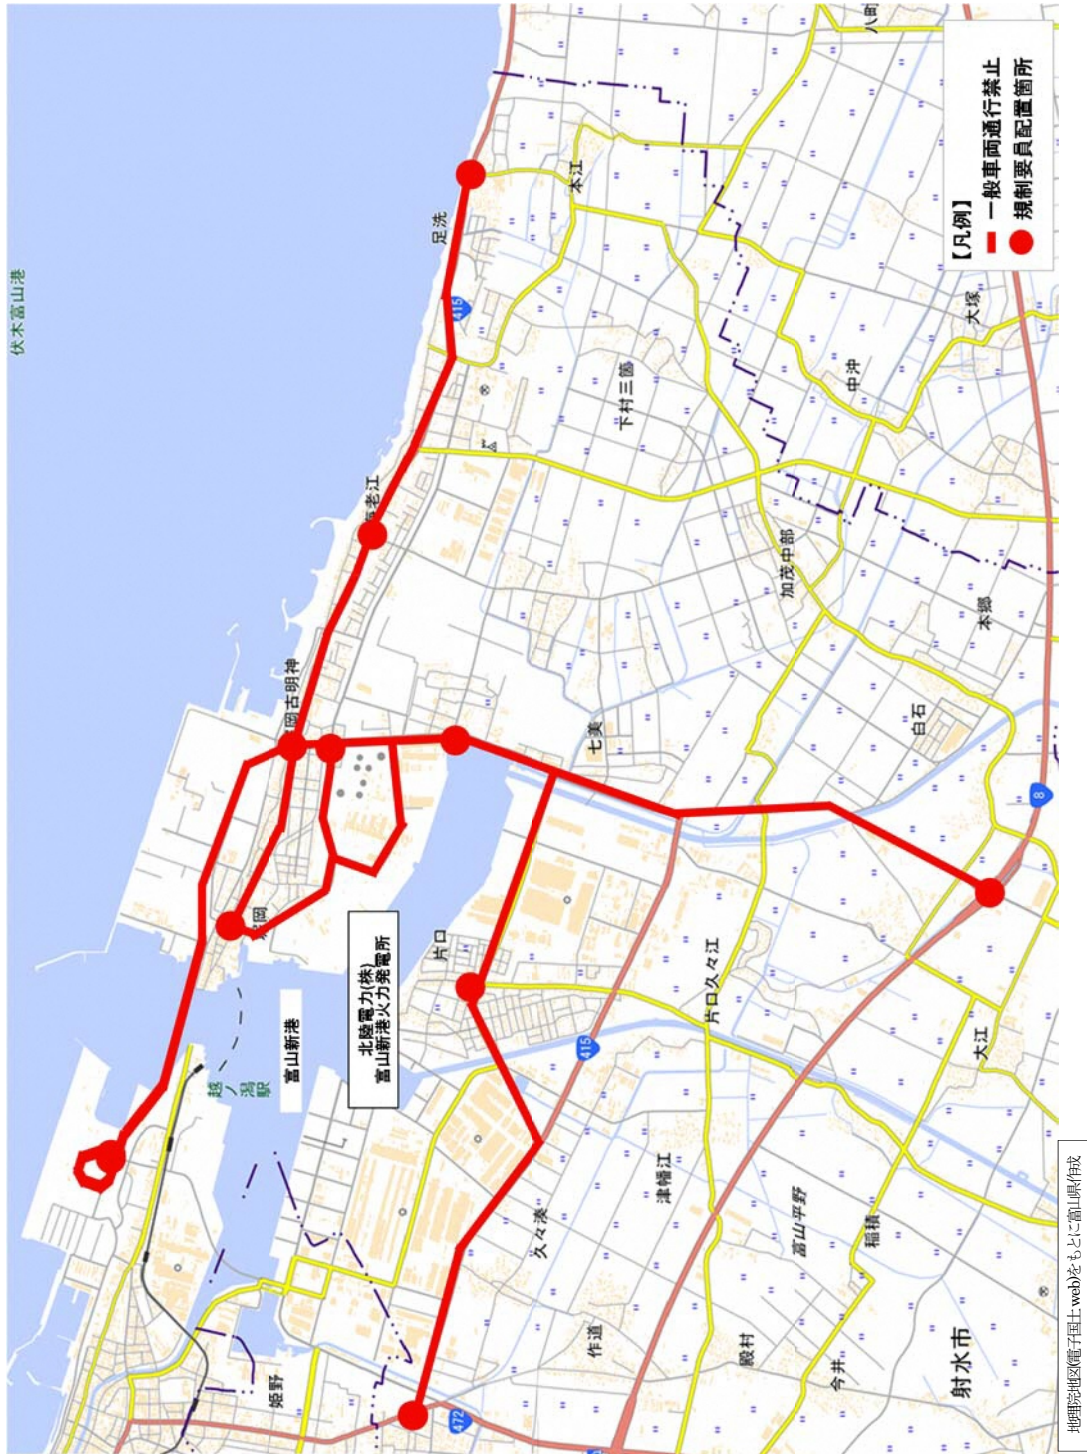 伏木富山港
八町
【凡例】
一般車両通行禁止
規制要員配置箇所
足洗
本江
415
大塚
下村三箇
中沖
老江
加茂中部
本郷
岡古明神
七美
白石
8
岡
北陸電力(株)
富山新港火力発電所
片口
富山新港
越ノ潟駅
片口久々江
415
大江
津幡江
久々湊
富山平野
稲積
作道
殿村
今井
射水市
姫野
472
地理院地図(電子国土web)をもとに富山県作成